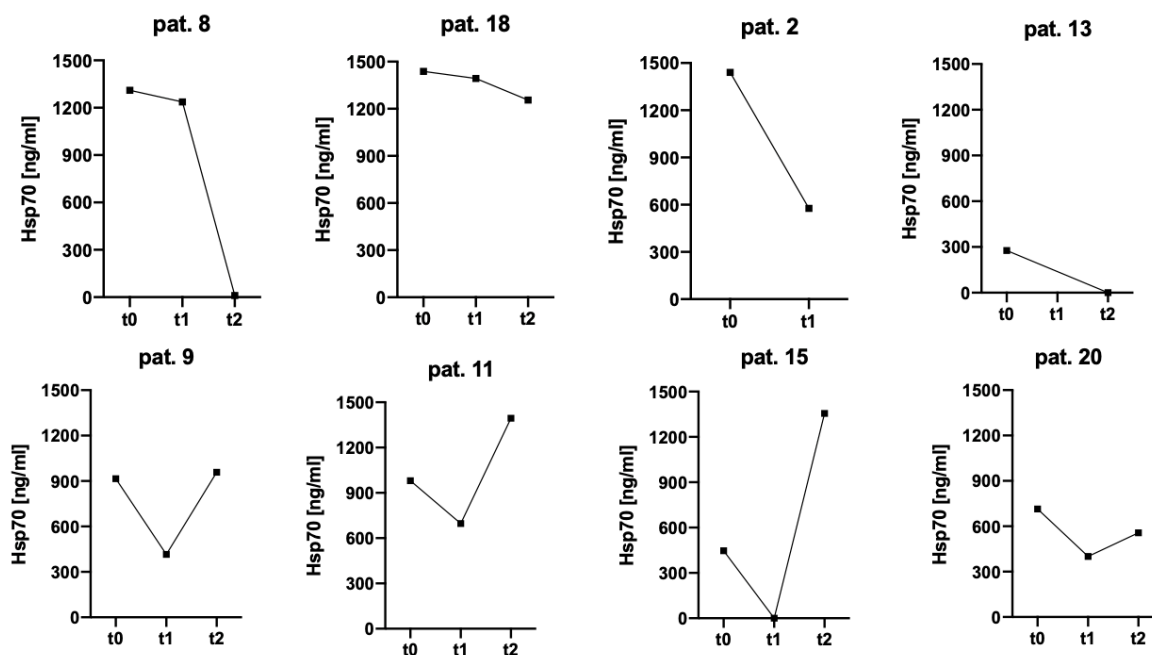 pat. 8
1500
1200
900
600
300
0
Hsp70 [ng/ml]
t0 t1 t2
pat. 18
1500
1200
900
600
300
0
Hsp70 [ng/ml]
t0 t1 t2
pat. 2
1500
1200
900
600
300
0
Hsp70 [ng/ml]
t0 t1
pat. 13
1500
1200
900
600
300
0
Hsp70 [ng/ml]
t0 t1 t2
pat. 9
1500
1200
900
600
300
0
Hsp70 [ng/ml]
t0 t1 t2
pat. 11
1500
1200
900
600
300
0
Hsp70 [ng/ml]
t0 t1 t2
pat. 15
1500
1200
900
600
300
0
Hsp70 [ng/ml]
t0 t1 t2
pat. 20
1500
1200
900
600
300
0
Hsp70 [ng/ml]
t0 t1 t2